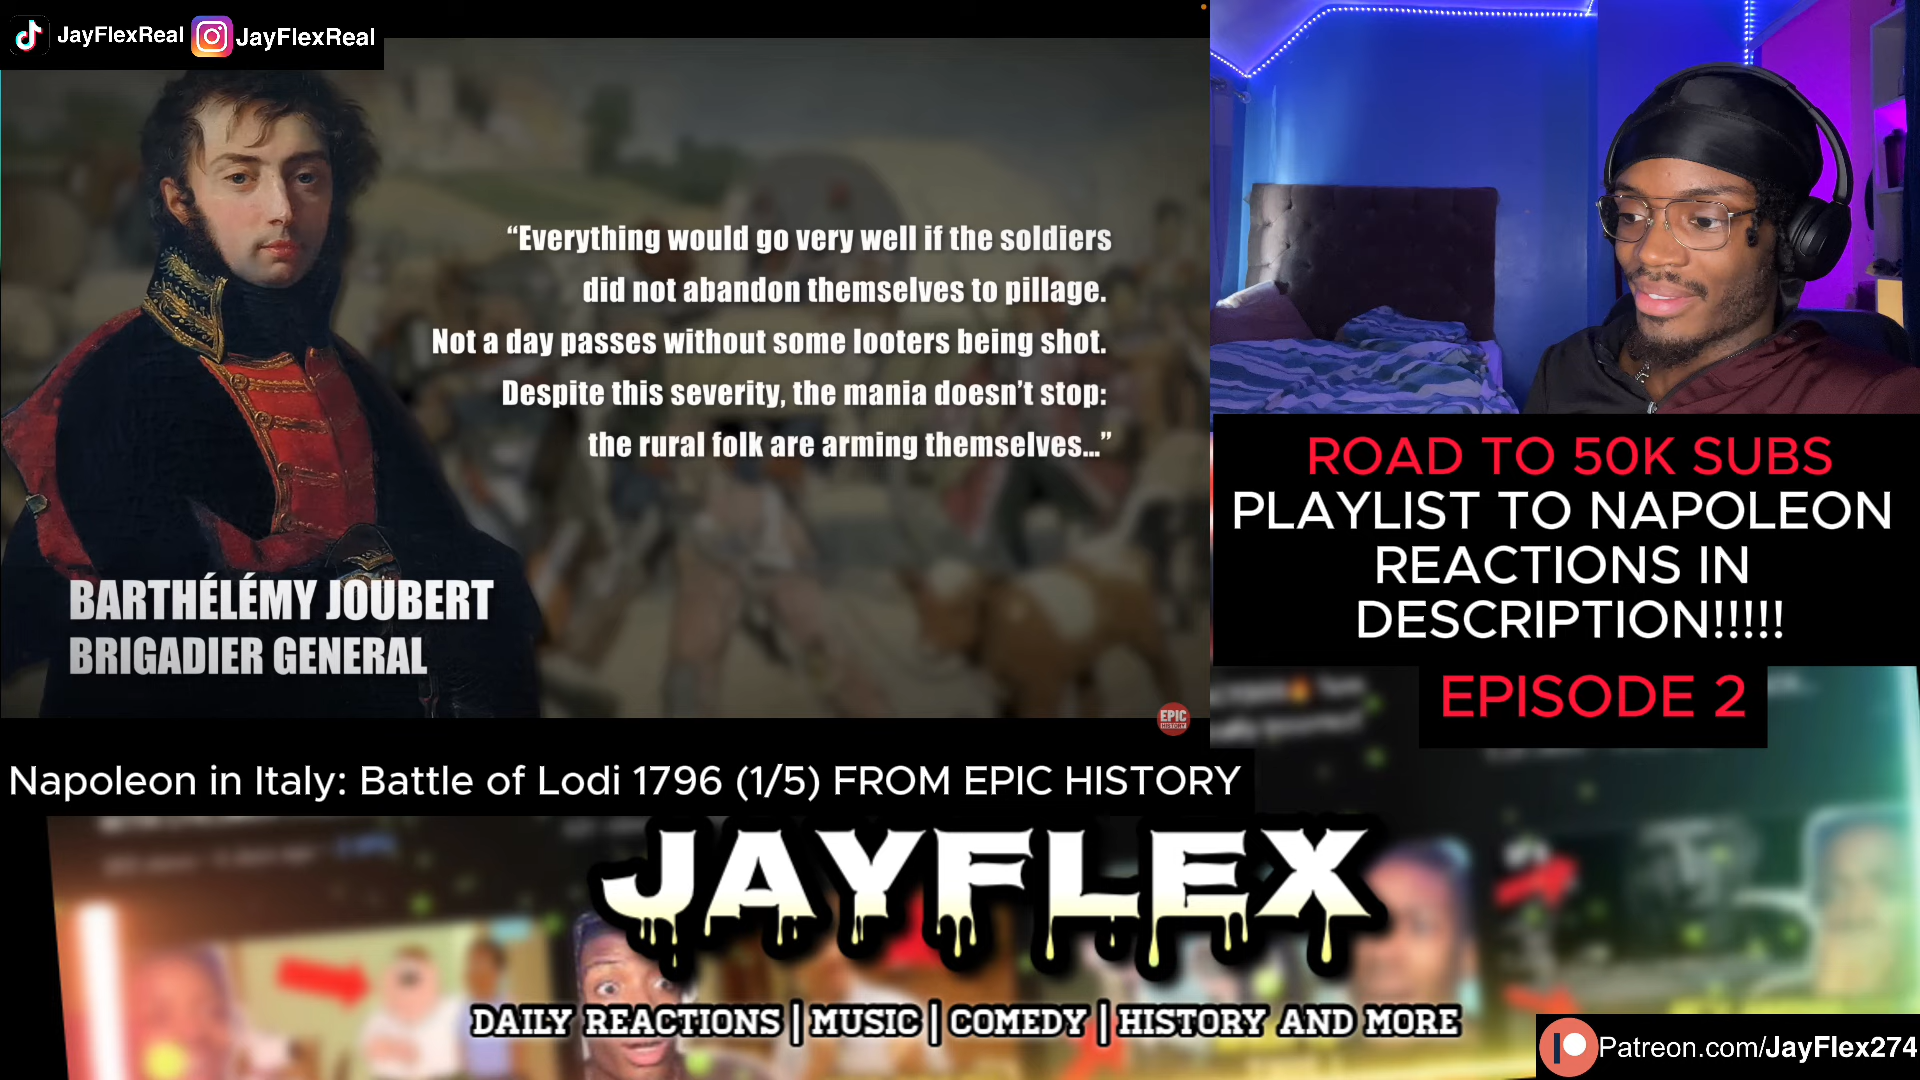 JayFlexReal JayFlexReal
“Everything would go very well if the soldiers
did not abandon themselves to pillage.
Not a day passes without some looters being shot.
Despite this severity, the mania doesn’t stop:
the rural folk are arming themselves...”
BARTHÉLÉMY JOUBERT
BRIGADIER GENERAL
EPIC
HISTORY
ROAD TO 50K SUBS
PLAYLIST TO NAPOLEON
REACTIONS IN
DESCRIPTION!!!!!
EPISODE 2
Napoleon in Italy: Battle of Lodi 1796 (1/5) FROM EPIC HISTORY
JAYFLEX
DAILY REACTIONS | MUSIC | COMEDY | HISTORY AND MORE
Patreon.com/JayFlex274